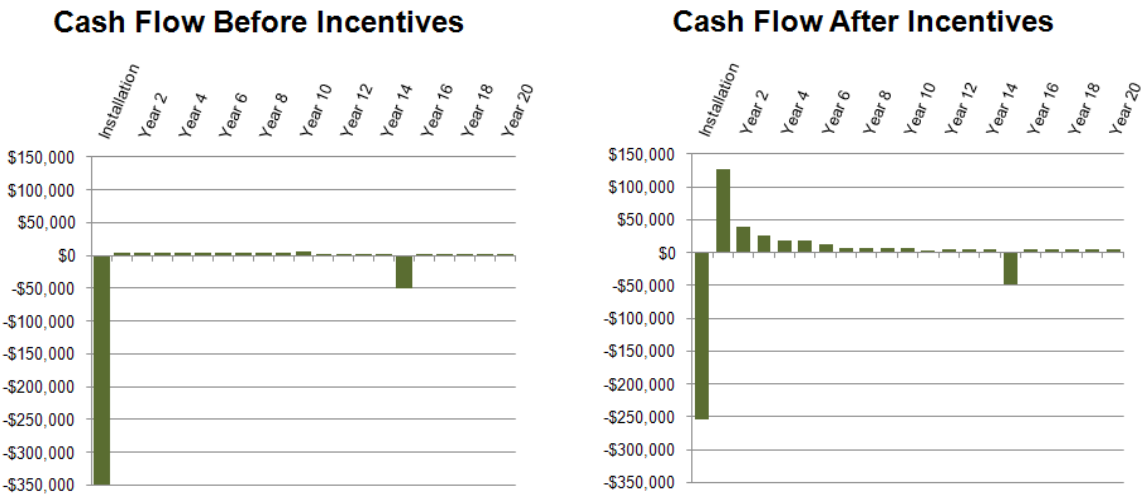 Cash Flow Before Incentives
Installation
Year 2
Year 4
Year 6
Year 8
Year 10
Year 12
Year 14
Year 16
Year 18
Year 20
$150,000
$100,000
$50,000
$0
-$50,000
-$100,000
-$150,000
-$200,000
-$250,000
-$300,000
-$350,000
Cash Flow After Incentives
Installation
Year 2
Year 4
Year 6
Year 8
Year 10
Year 12
Year 14
Year 16
Year 18
Year 20
$150,000
$100,000
$50,000
$0
-$50,000
-$100,000
-$150,000
-$200,000
-$250,000
-$300,000
-$350,000